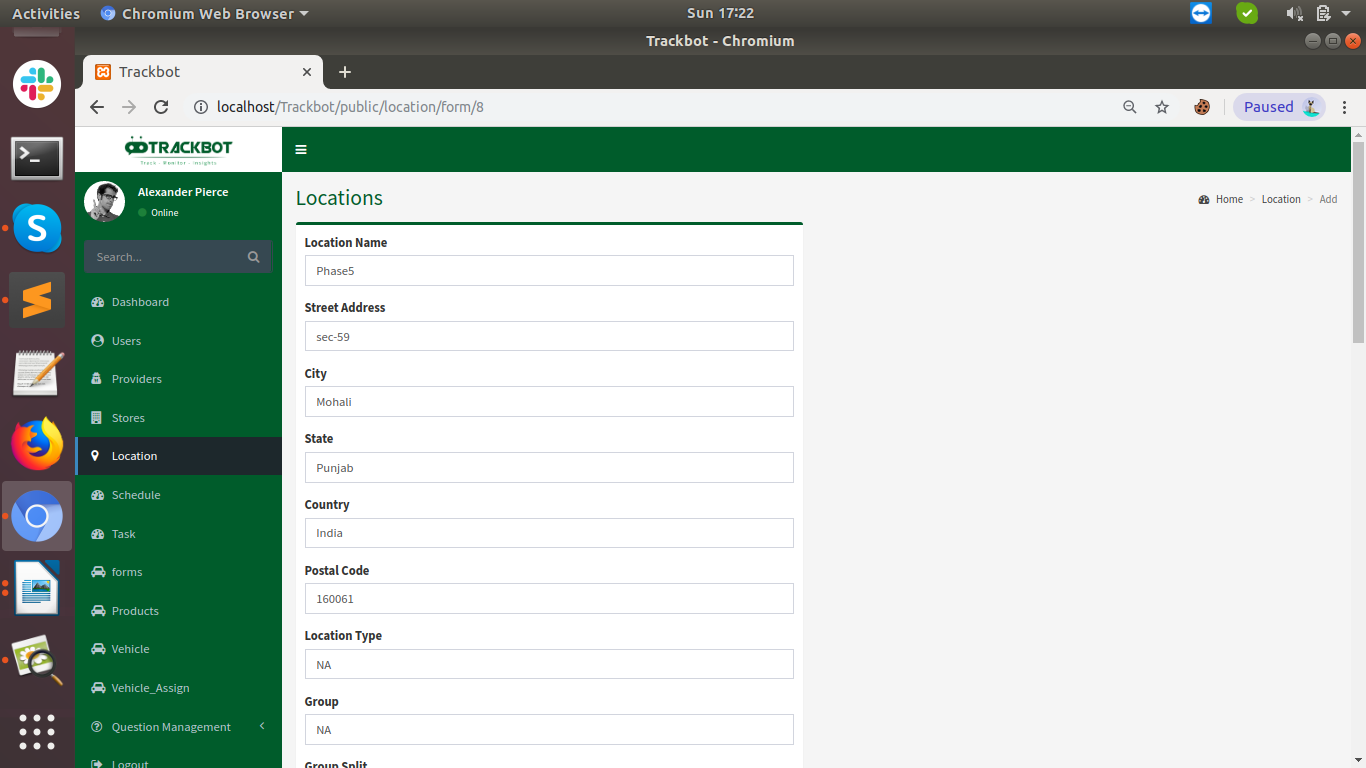 Activities Chromium Web Browser Sun 17:22
Trackbot - Chromium
Trackbot
localhost/Trackbot/public/location/form/8 Paused
TRACKBOT
Track - Monitor - Insights
Alexander Pierce
Online
Search...
Dashboard
Users
Providers
Stores
Location
Schedule
Task
forms
Products
Vehicle
Vehicle_Assign
Question Management
Logout
Locations
Home > Location > Add
Location Name
Phase5
Street Address
sec-59
City
Mohali
State
Punjab
Country
India
Postal Code
160061
Location Type
NA
Group
NA
Group Split